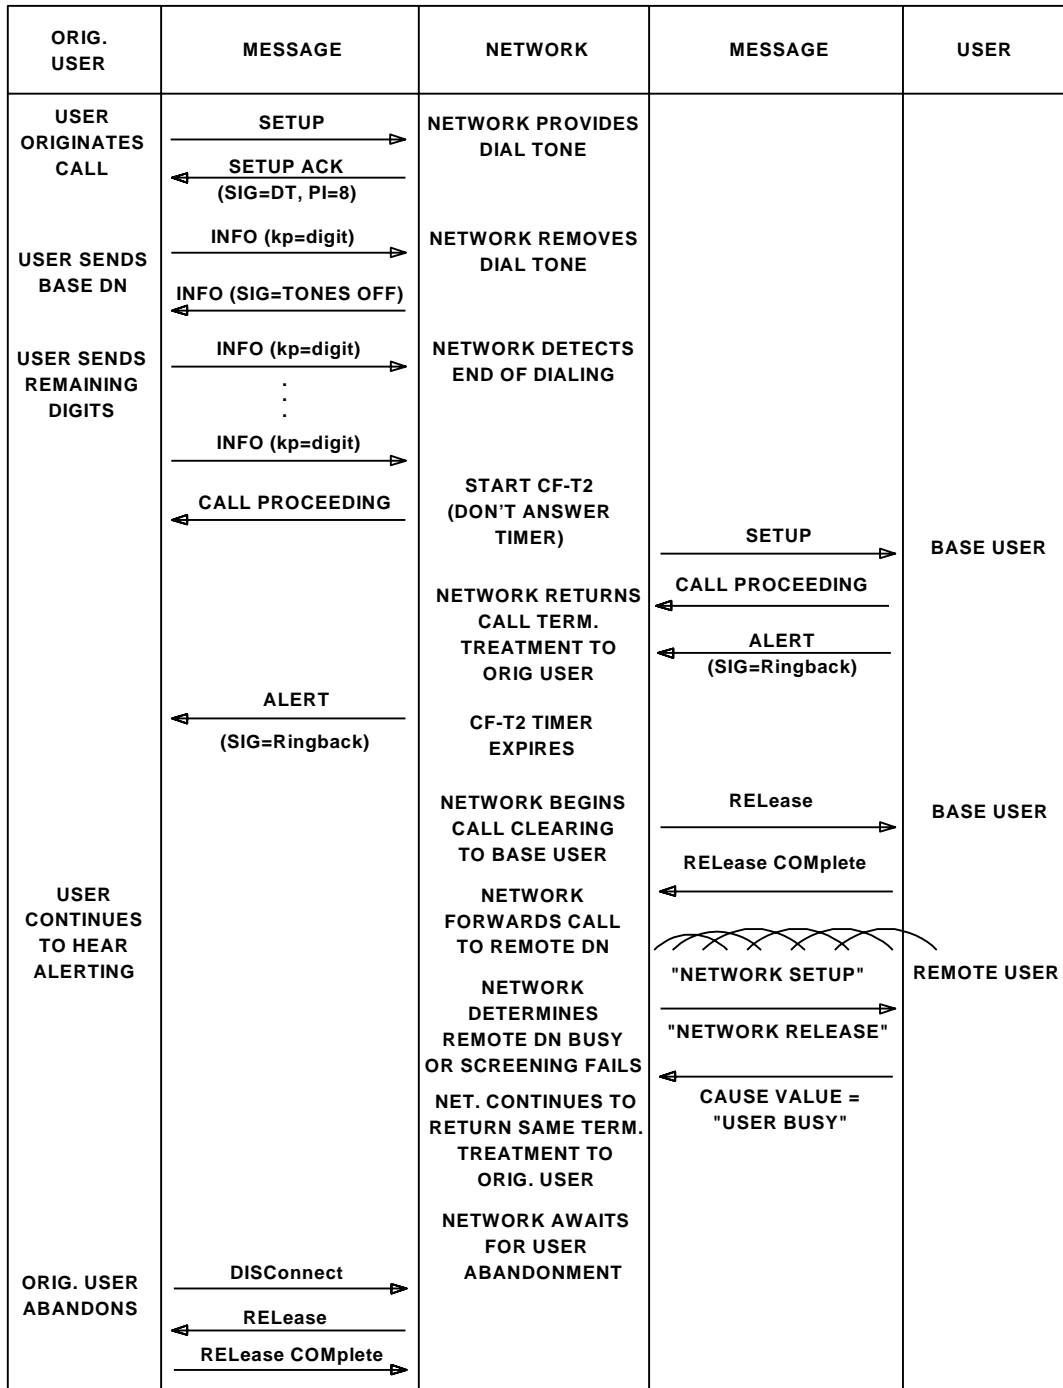 ORIG.
USER
MESSAGE
NETWORK
MESSAGE
USER
USER
ORIGINATES
CALL
SETUP
NETWORK PROVIDES
DIAL TONE
SETUP ACK
(SIG=DT, PI=8)
USER SENDS
BASE DN
INFO (kp=digit)
NETWORK REMOVES
DIAL TONE
INFO (SIG=TONES OFF)
USER SENDS
REMAINING
DIGITS
INFO (kp=digit)
.
.
.
NETWORK DETECTS
END OF DIALING
INFO (kp=digit)
CALL PROCEEDING
START CF-T2
(DON'T ANSWER
TIMER)
SETUP
BASE USER
CALL PROCEEDING
NETWORK RETURNS
CALL TERM.
TREATMENT TO
ORIG USER
ALERT
(SIG=Ringback)
ALERT
(SIG=Ringback)
CF-T2 TIMER
EXPIRES
NETWORK BEGINS
CALL CLEARING
TO BASE USER
RELease
BASE USER
RELease COMplete
USER
CONTINUES
TO HEAR
ALERTING
NETWORK
FORWARDS CALL
TO REMOTE DN
"NETWORK SETUP"
REMOTE USER
NETWORK
DETERMINES
REMOTE DN BUSY
OR SCREENING FAILS
"NETWORK RELEASE"
CAUSE VALUE =
"USER BUSY"
NET. CONTINUES TO
RETURN SAME TERM.
TREATMENT TO
ORIG. USER
NETWORK AWAITS
FOR USER
ABANDONMENT
ORIG. USER
ABANDONS
DISConnect
RELease
RELease COMplete